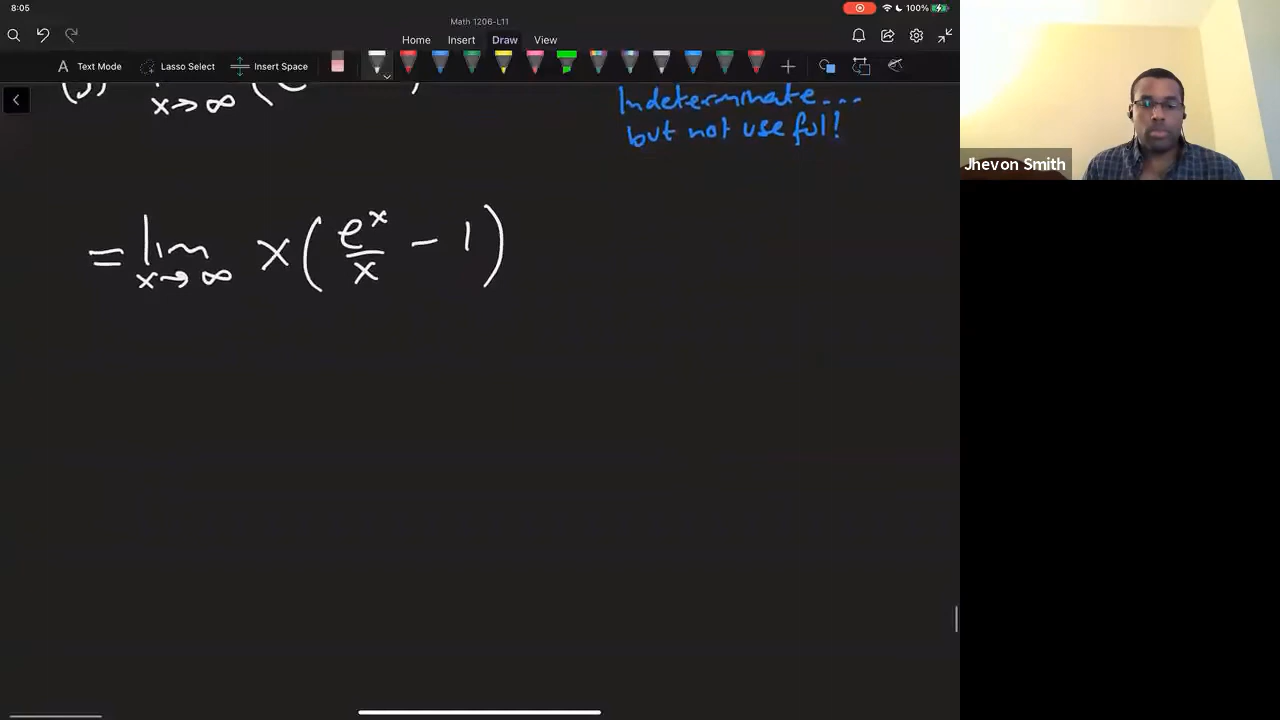 8:05
100%
Math 1206-L11
Home Insert Draw View
Text Mode Lasso Select Insert Space
x→∞
Indeterminate...
but not useful!
= lim x→∞ x(e^x/x - 1)
Jhevon Smith